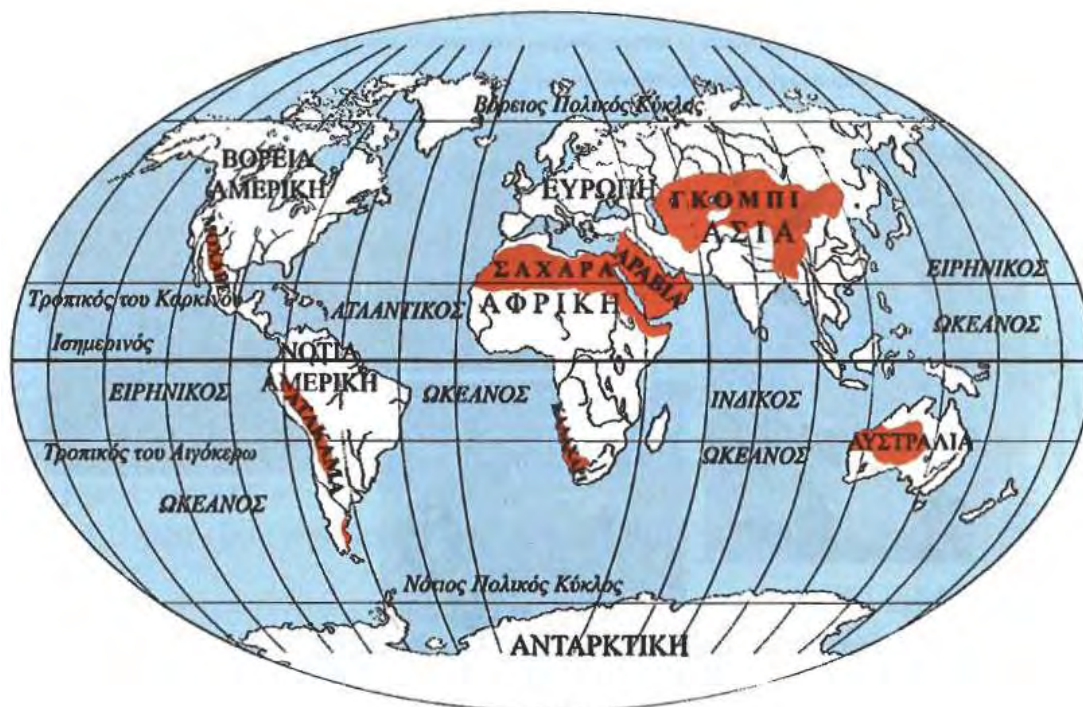 Βόρειος Πολικός Κύκλος
ΒΟΡΕΙΑ
ΑΜΕΡΙΚΗ
ΕΥΡΩΠΗ
ΓΚΟΜΠΙ
ΑΣΙΑ
ΜΟΧΑΒΕ
ΣΑΧΑΡΑ
ΑΡΑΒΙΑ
ΕΙΡΗΝΙΚΟΣ
Τροπικός του Καρκίνου
ΑΤΛΑΝΤΙΚΟΣ
ΑΦΡΙΚΗ
ΩΚΕΑΝΟΣ
Ισημερινός
ΝΟΤΙΑ
ΑΜΕΡΙΚΗ
ΕΙΡΗΝΙΚΟΣ
ΩΚΕΑΝΟΣ
ΙΝΔΙΚΟΣ
ΑΤΑΚΑΜΑ
ΑΥΣΤΡΑΛΙΑ
Τροπικός του Αιγόκερω
ΩΚΕΑΝΟΣ
ΩΚΕΑΝΟΣ
Νότιος Πολικός Κύκλος
ΑΝΤΑΡΚΤΙΚΗ